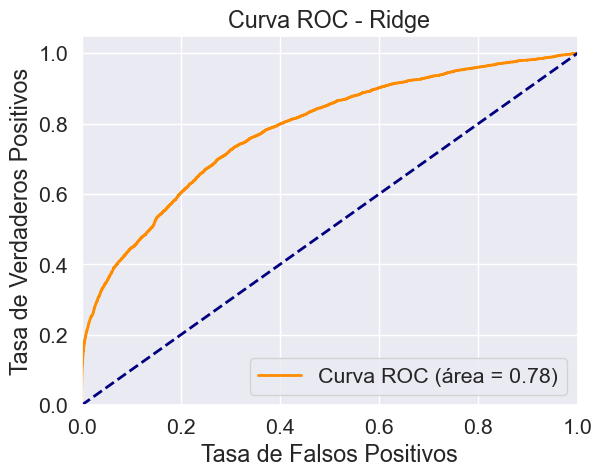 Curva ROC - Ridge
Tasa de Verdaderos Positivos
1.0
0.8
0.6
0.4
0.2
0.0
Curva ROC (área = 0.78)
0.0 0.2 0.4 0.6 0.8 1.0
Tasa de Falsos Positivos